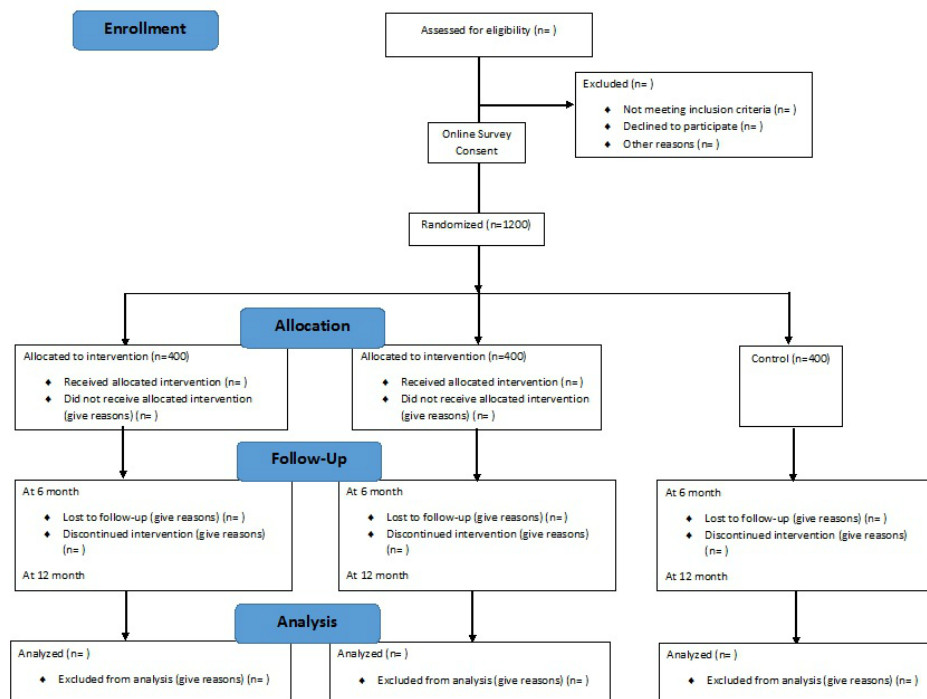 Enrollment
Assessed for eligibility (n= )
Excluded (n= )
♦ Not meeting inclusion criteria (n= )
♦ Declined to participate (n= )
♦ Other reasons (n= )
Online Survey
Consent
Randomized (n=1200)
Allocation
Allocated to intervention (n=400)
♦ Received allocated intervention (n= )
♦ Did not receive allocated intervention
(give reasons) (n= )
Allocated to intervention (n=400)
♦ Received allocated intervention (n= )
♦ Did not receive allocated intervention
(give reasons) (n= )
Control (n=400)
Follow-Up
At 6 month
♦ Lost to follow-up (give reasons) (n= )
♦ Discontinued intervention (give reasons)
(n= )
At 12 month
At 6 month
♦ Lost to follow-up (give reasons) (n= )
♦ Discontinued intervention (give reasons)
(n= )
At 12 month
At 6 month
♦ Lost to follow-up (give reasons) (n= )
♦ Discontinued intervention (give reasons)
(n= )
At 12 month
Analysis
Analyzed (n= )
♦ Excluded from analysis (give reasons) (n= )
Analyzed (n= )
♦ Excluded from analysis (give reasons) (n= )
Analyzed (n= )
♦ Excluded from analysis (give reasons) (n= )